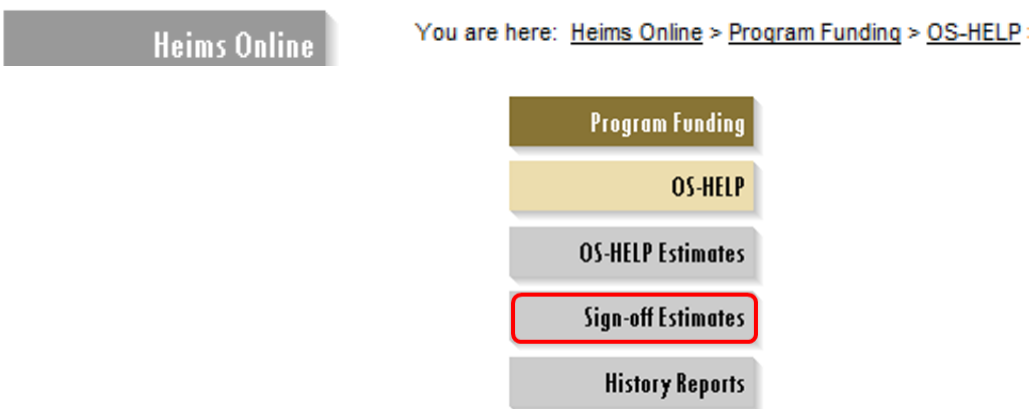 Heims Online
You are here: Heims Online > Program Funding > OS-HELP
Program Funding
OS-HELP
OS-HELP Estimates
Sign-off Estimates
History Reports